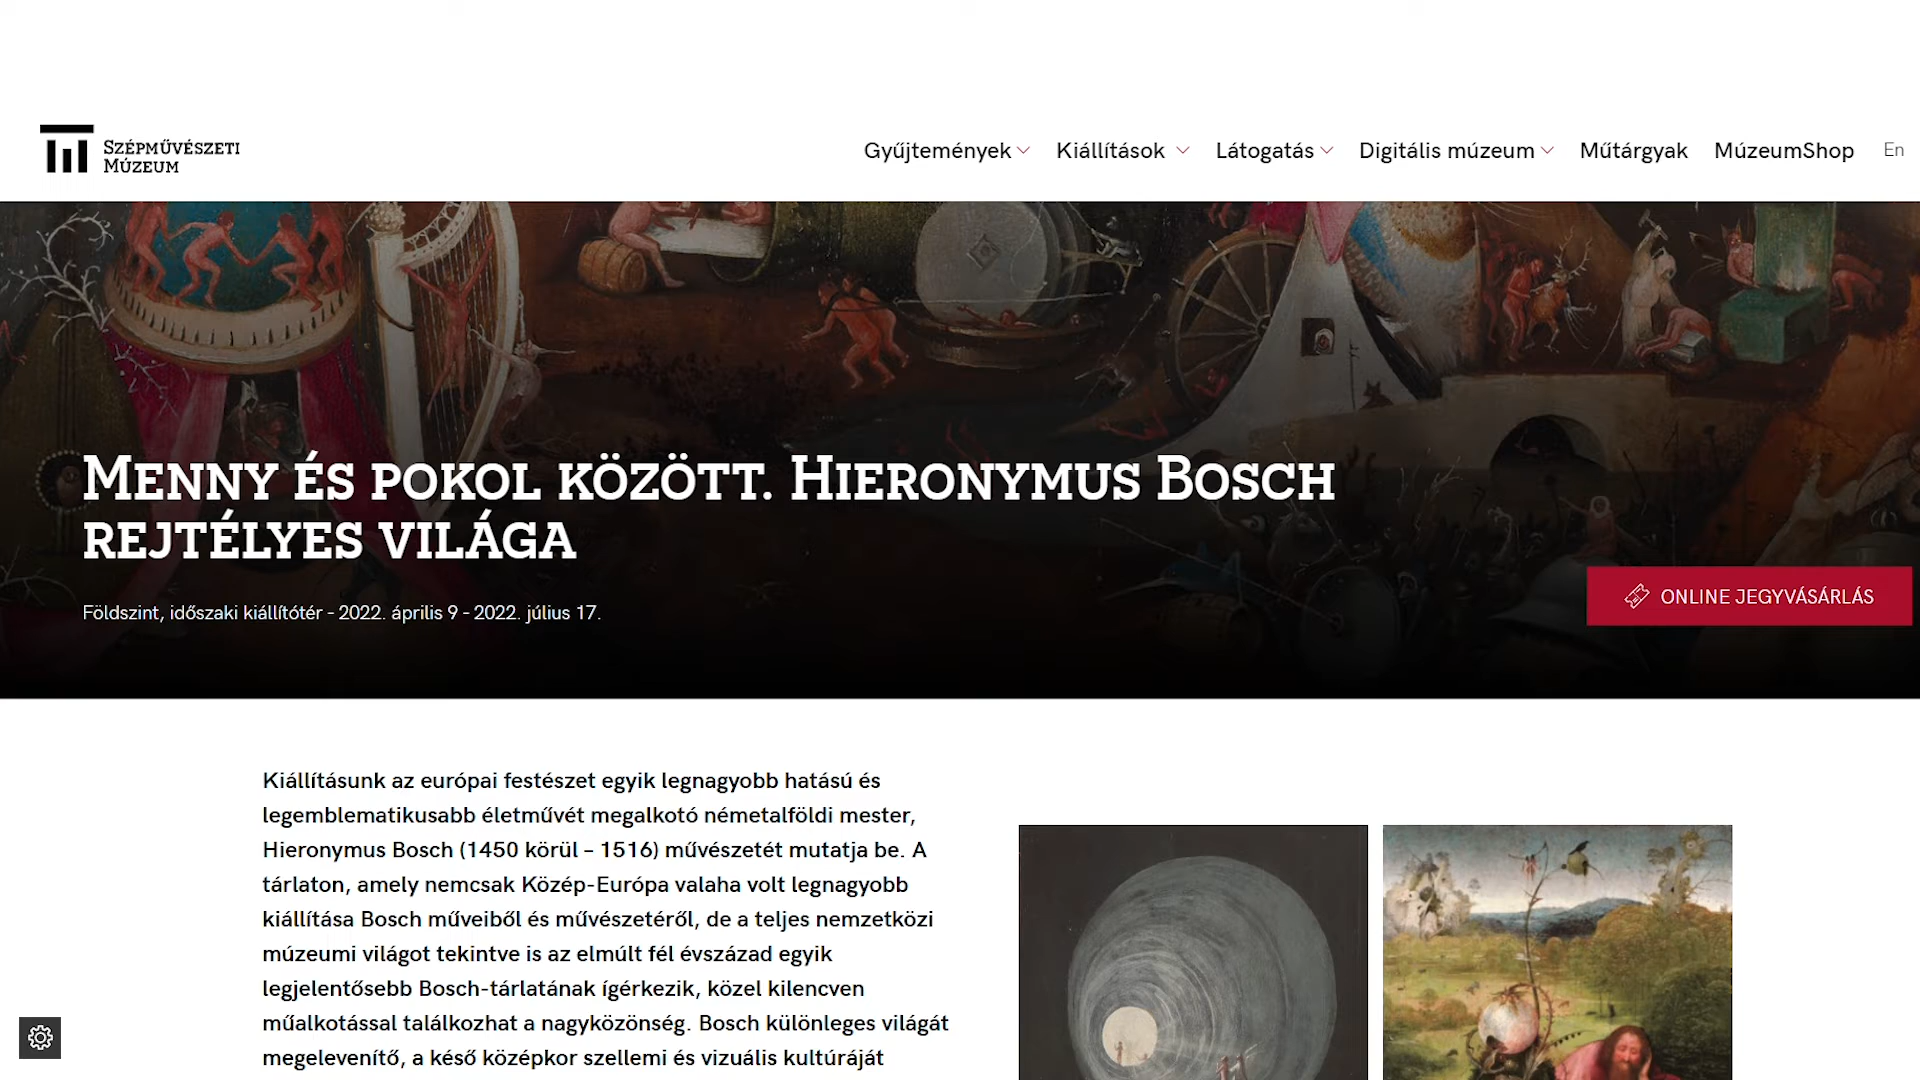 Szépművészeti
Múzeum
Gyűjtemények Kiállítások Látogatás Digitális múzeum Műtárgyak MúzeumShop En
Menny és pokol között. Hieronymus Bosch
rejtélyes világa
Földszint, időszaki kiállítótér - 2022. április 9 - 2022. július 17.
ONLINE JEGYVÁSÁRLÁS
Kiállításunk az európai festészet egyik legnagyobb hatású és
legemblematikusabb életművét megalkotó németalföldi mester,
Hieronymus Bosch (1450 körül – 1516) művészetét mutatja be. A
tárlaton, amely nemcsak Közép-Európa valaha volt legnagyobb
kiállítása Bosch műveiből és művészetéről, de a teljes nemzetközi
múzeumi világot tekintve is az elmúlt fél évszázad egyik
legjelentősebb Bosch-tárlatának ígérkezik, közel kilencven
műalkotással találkozhat a nagyközönség. Bosch különleges világát
megelevenítő, a késő középkor szellemi és vizuális kultúráját